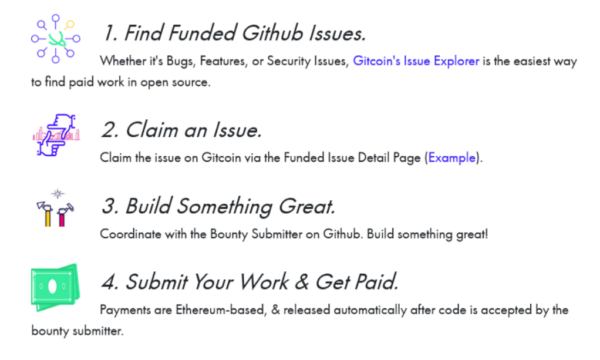 1. Find Funded Github Issues.
Whether it's Bugs, Features, or Security Issues, Gitcoin's Issue Explorer is the easiest way
to find paid work in open source.
2. Claim an Issue.
Claim the issue on Gitcoin via the Funded Issue Detail Page (Example).
3. Build Something Great.
Coordinate with the Bounty Submitter on Github. Build something great!
4. Submit Your Work & Get Paid.
Payments are Ethereum-based, & released automatically after code is accepted by the
bounty submitter.